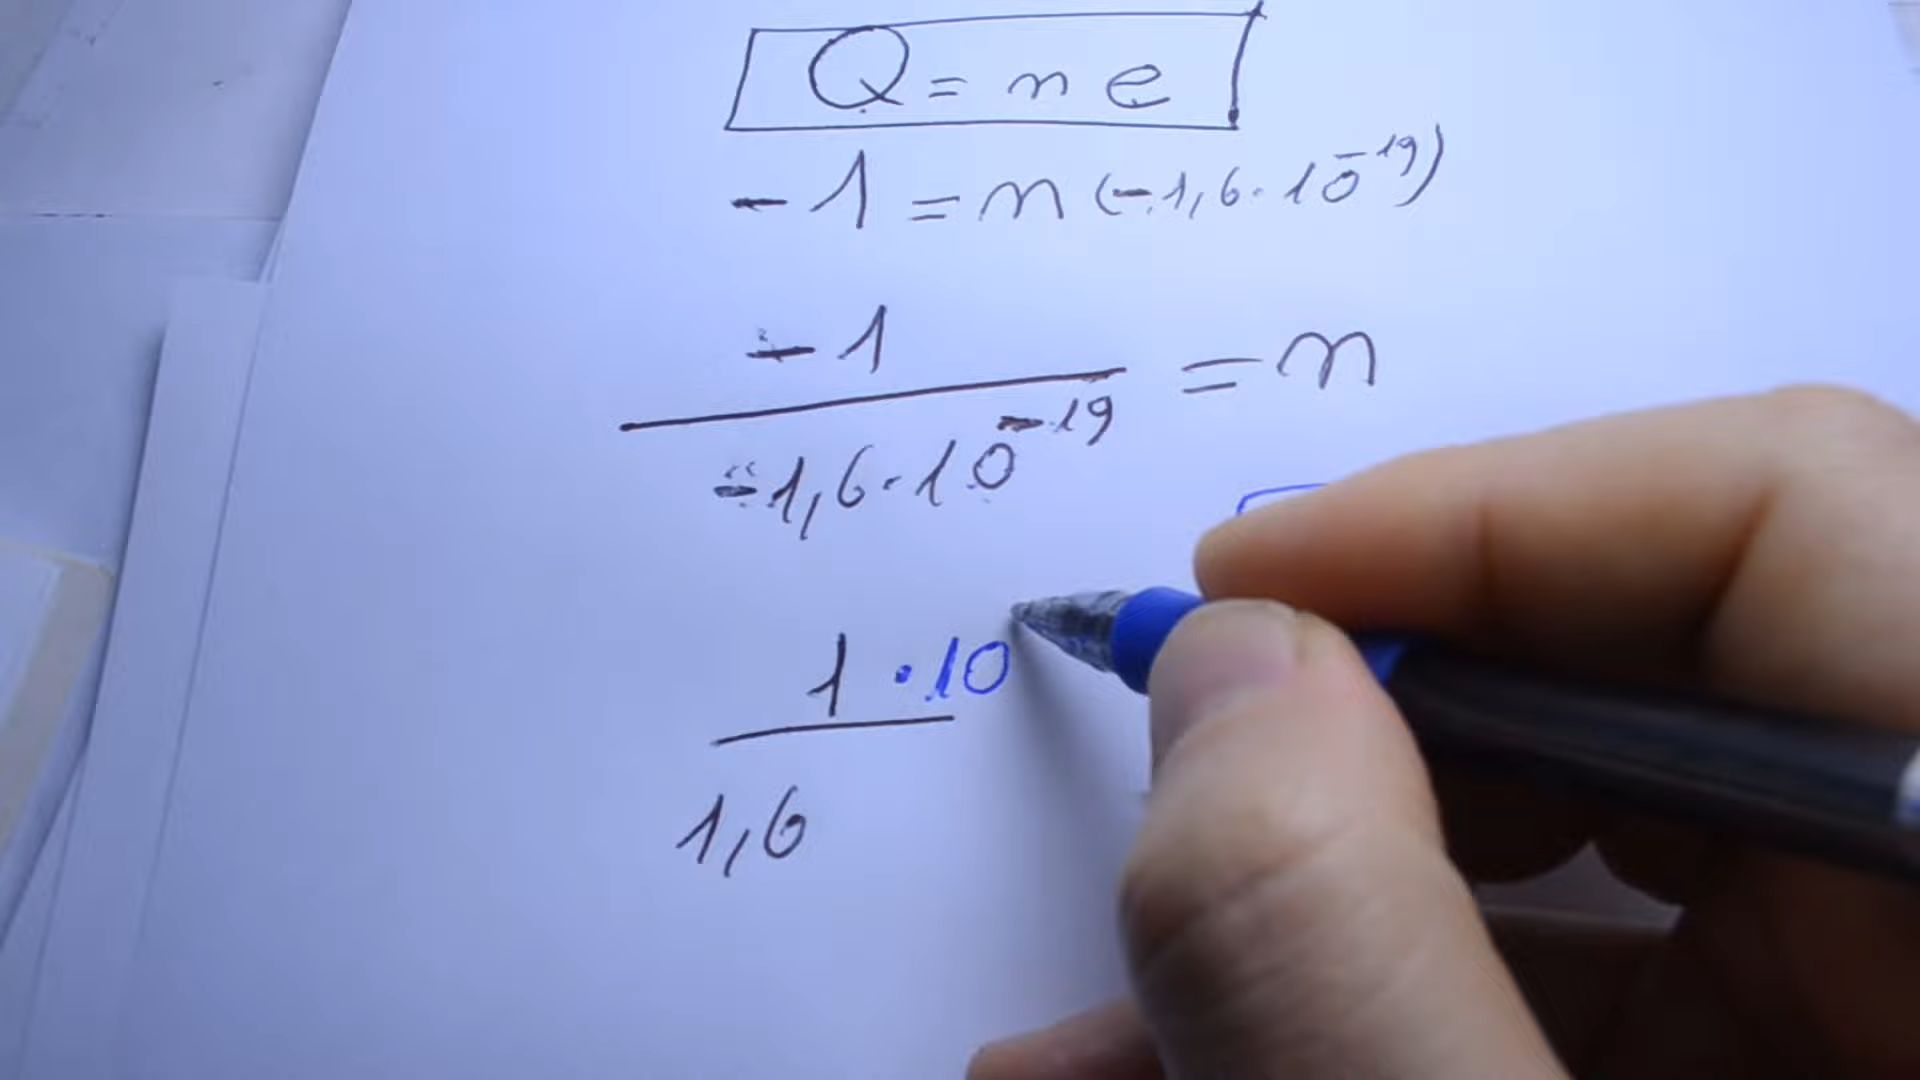 Q = n e
-1 = n (-1,6 · 10^-19)
-1
= n
-1,6 · 10^-19
1 · 10
1,6